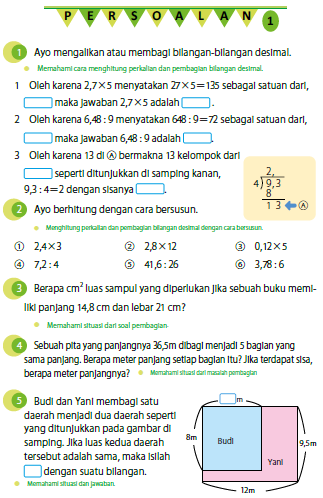 PERSOALAN 1
1 Ayo mengalikan atau membagi bilangan-bilangan desimal.
Memahami cara menghitung perkalian dan pembagian bilangan desimal.
1 Oleh karena 2,7×5 menyatakan 27×5=135 sebagai satuan dari,
maka jawaban 2,7×5 adalah .
2 Oleh karena 6,48 : 9 menyatakan 648 : 9=72 sebagai satuan dari,
maka jawaban 6,48 : 9 adalah .
3 Oleh karena 13 di Ⓐ bermakna 13 kelompok dari
seperti ditunjukkan di samping kanan,
9,3 : 4=2 dengan sisanya .
2,
4 9,3
8
1 3 Ⓐ
2 Ayo berhitung dengan cara bersusun.
Menghitung perkalian dan pembagian bilangan desimal dengan cara bersusun.
① 2,4×3 ② 2,8×12 ③ 0,12×5
④ 7,2 : 4 ⑤ 41,6 : 26 ⑥ 3,78 : 6
3 Berapa cm² luas sampul yang diperlukan jika sebuah buku memi-
liki panjang 14,8 cm dan lebar 21 cm?
Memahami situasi dari soal pembagian
4 Sebuah pita yang panjangnya 36,5m dibagi menjadi 5 bagian yang
sama panjang. Berapa meter panjang setiap bagian itu? Jika terdapat sisa,
berapa meter panjangnya? Memahami situasi dari masalah pembagian
5 Budi dan Yani membagi satu
daerah menjadi dua daerah seperti
yang ditunjukkan pada gambar di
samping. Jika luas kedua daerah
tersebut adalah sama, maka isilah
dengan suatu bilangan.
Memahami situasi dan jawaban.
m
8m
Budi
9,5m
Yani
12m